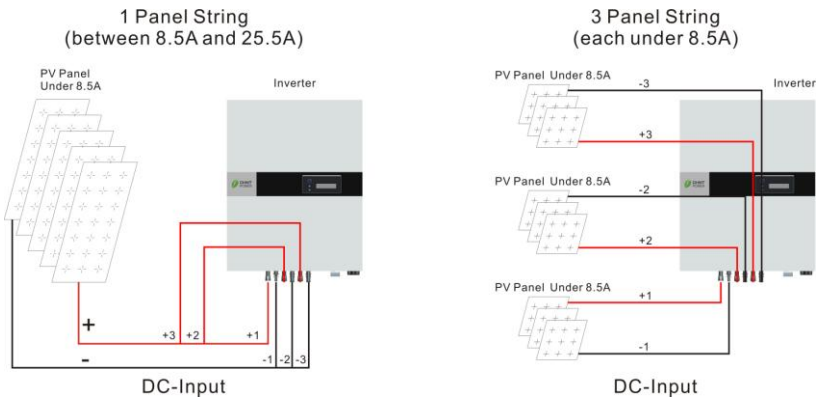 1 Panel String
(between 8.5A and 25.5A)
PV Panel
Under 8.5A
Inverter
+
+3
+2
+1
-
-1
-2
-3
DC-Input
3 Panel String
(each under 8.5A)
PV Panel Under 8.5A
-3
Inverter
+3
PV Panel Under 8.5A
-2
+2
PV Panel Under 8.5A
+1
-1
DC-Input